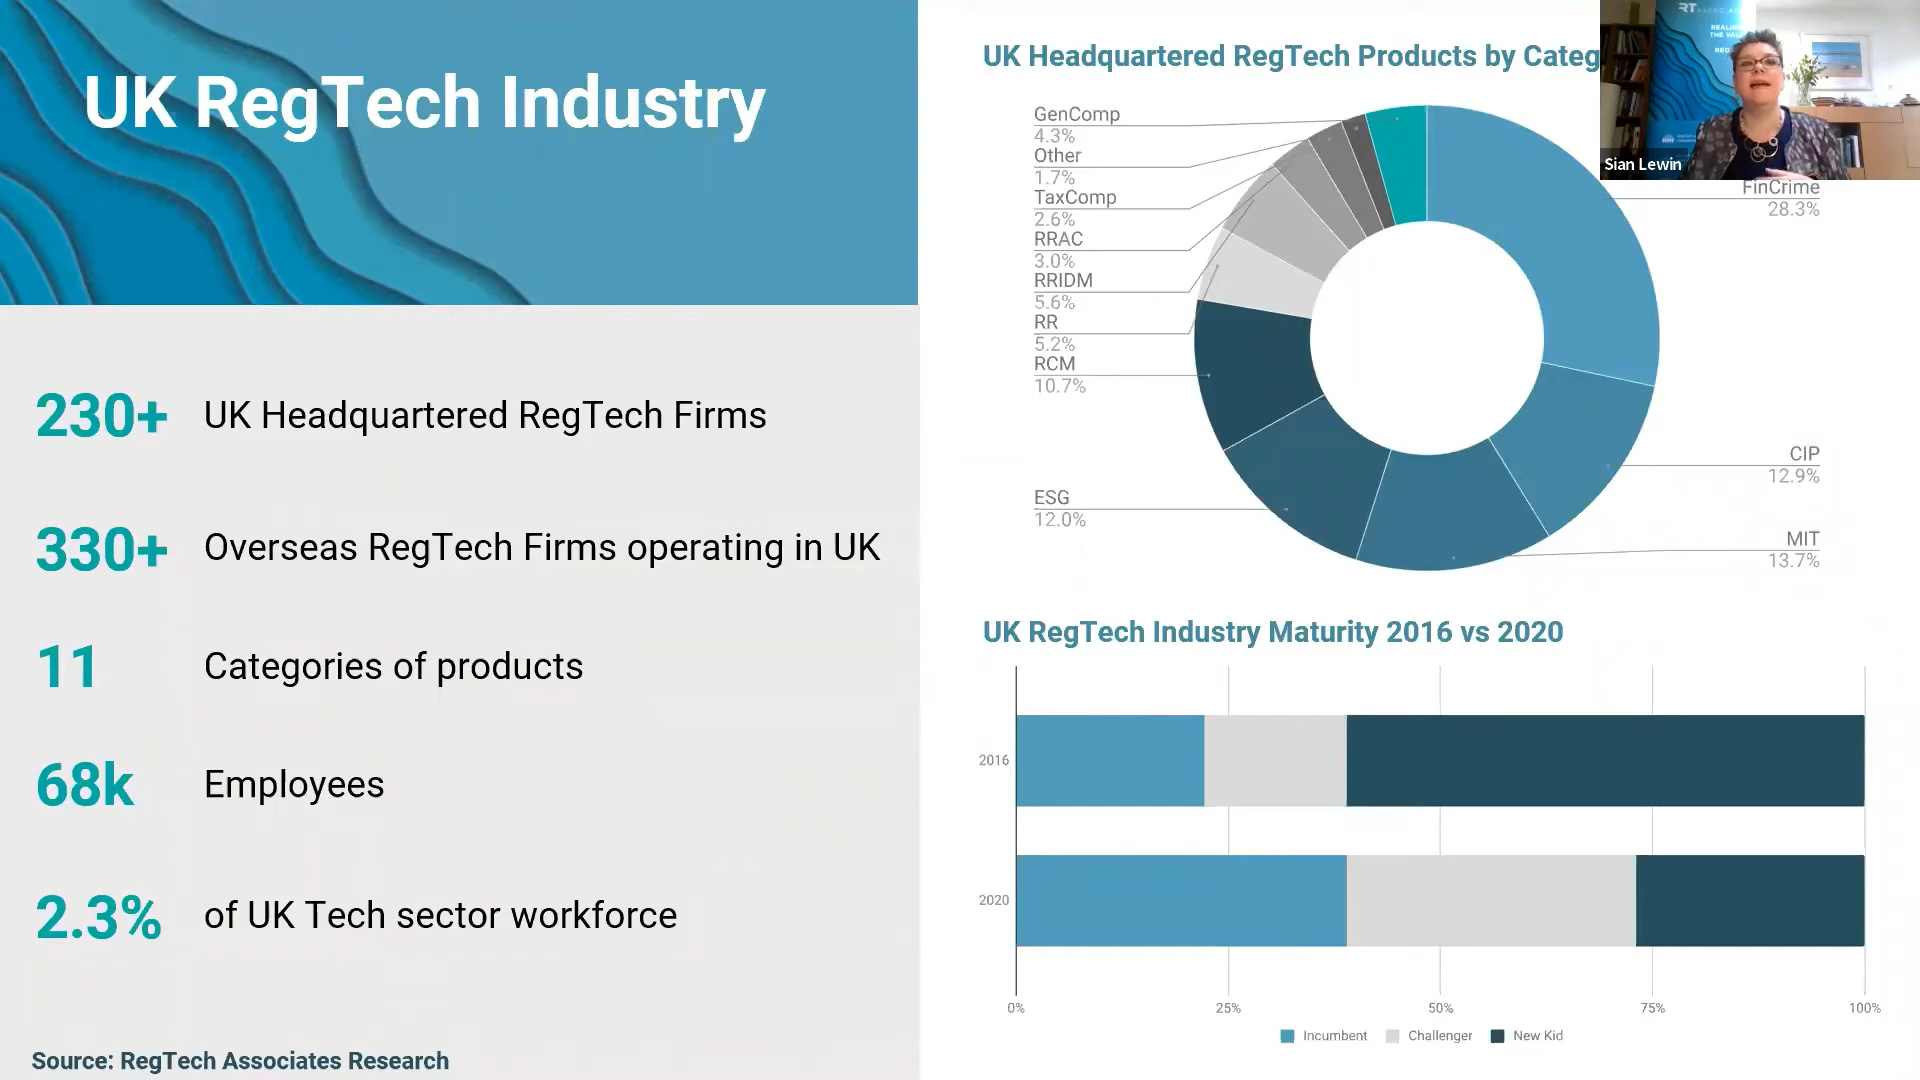 UK RegTech Industry
230+ UK Headquartered RegTech Firms
330+ Overseas RegTech Firms operating in UK
11 Categories of products
68k Employees
2.3% of UK Tech sector workforce
Source: RegTech Associates Research
UK Headquartered RegTech Products by Categ
GenComp
4.3%
Other
1.7%
TaxComp
2.6%
RRAC
3.0%
RRIDM
5.6%
RR
5.2%
RCM
10.7%
ESG
12.0%
FinCrime
28.3%
CIP
12.9%
MIT
13.7%
RT
Sian Lewin
UK RegTech Industry Maturity 2016 vs 2020
2016
2020
0% 25% 50% 75% 100%
Incumbent Challenger New Kid